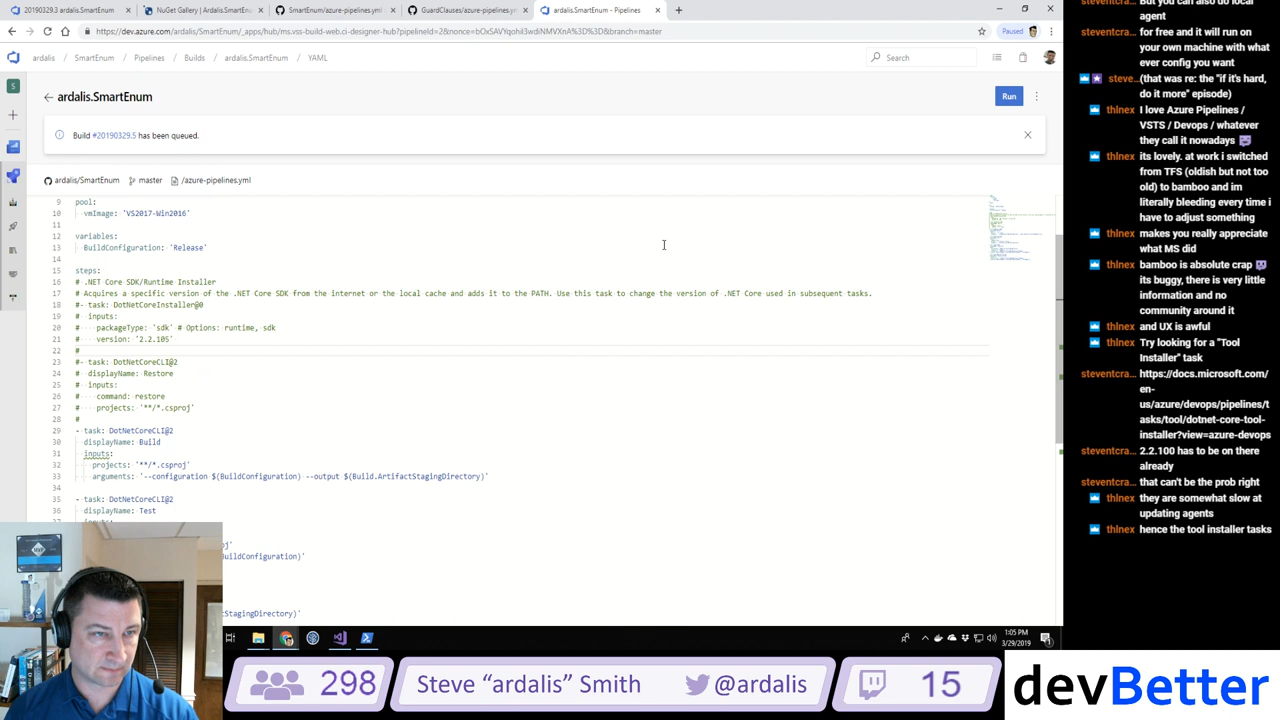 20190329.3 ardalis.SmartEnum
NuGet Gallery | ardalis.SmartEnum
SmartEnum/azure-pipelines.yml
GuardClauses/azure-pipelines.yml
ardalis.SmartEnum - Pipelines
https://dev.azure.com/ardalis/SmartEnum/_apps/hub/ms.vss-build-web.ci-designer-hub?pipelineId=2&nonce=bOxSAVYqohiI3wdiNMVXnA%3D%3D&branch=master
Paused
ardalis / SmartEnum / Pipelines / Builds / ardalis.SmartEnum / YAML
Search
S
ardalis.SmartEnum
Run
Build #20190329.5 has been queued.
ardalis/SmartEnum master /azure-pipelines.yml
9 pool:
10 vmImage: 'VS2017-Win2016'
11
12 variables:
13 BuildConfiguration: 'Release'
14
15 steps:
16 # .NET Core SDK/Runtime Installer
17 # Acquires a specific version of the .NET Core SDK from the internet or the local cache and adds it to the PATH. Use this task to change the version of .NET Core used in subsequent tasks.
18 #- task: DotNetCoreInstaller@0
19 # inputs:
20 # packageType: 'sdk' # Options: runtime, sdk
21 # version: '2.2.105'
22 #
23 #- task: DotNetCoreCLI@2
24 # displayName: Restore
25 # inputs:
26 # command: restore
27 # projects: '**/*.csproj'
28 #
29 - task: DotNetCoreCLI@2
30 displayName: Build
31 inputs:
32 projects: '**/*.csproj'
33 arguments: '--configuration $(BuildConfiguration) --output $(Build.ArtifactStagingDirectory)'
34
35 - task: DotNetCoreCLI@2
36 displayName: Test
inputs:
uildConfiguration)'
StagingDirectory)'
1:05 PM
3/29/2019
But you can also do local
agent
steventcra... for free and it will run on
your own machine with what
ever config you want
steve... (that was re: the "if it's hard,
do it more" episode)
thInex I love Azure Pipelines /
VSTS / Devops / whatever
they call it nowadays
thInex its lovely. at work i switched
from TFS (oldish but not too
old) to bamboo and im
literally bleeding every time i
have to adjust something
thInex makes you really appreciate
what MS did
thInex bamboo is absolute crap
its buggy, there is very little
information and no
community around it
thInex and UX is awful
thInex Try looking for a "Tool
Installer" task
steventcra... https://docs.microsoft.com/
en-
us/azure/devops/pipelines/t
asks/tool/dotnet-core-tool-
installer?view=azure-devops
steventcra... 2.2.100 has to be on there
already
steventcra... that can't be the prob right
thInex they are somewhat slow at
updating agents
thInex hence the tool installer tasks
298
Steve "ardalis" Smith @ardalis
15
devBetter